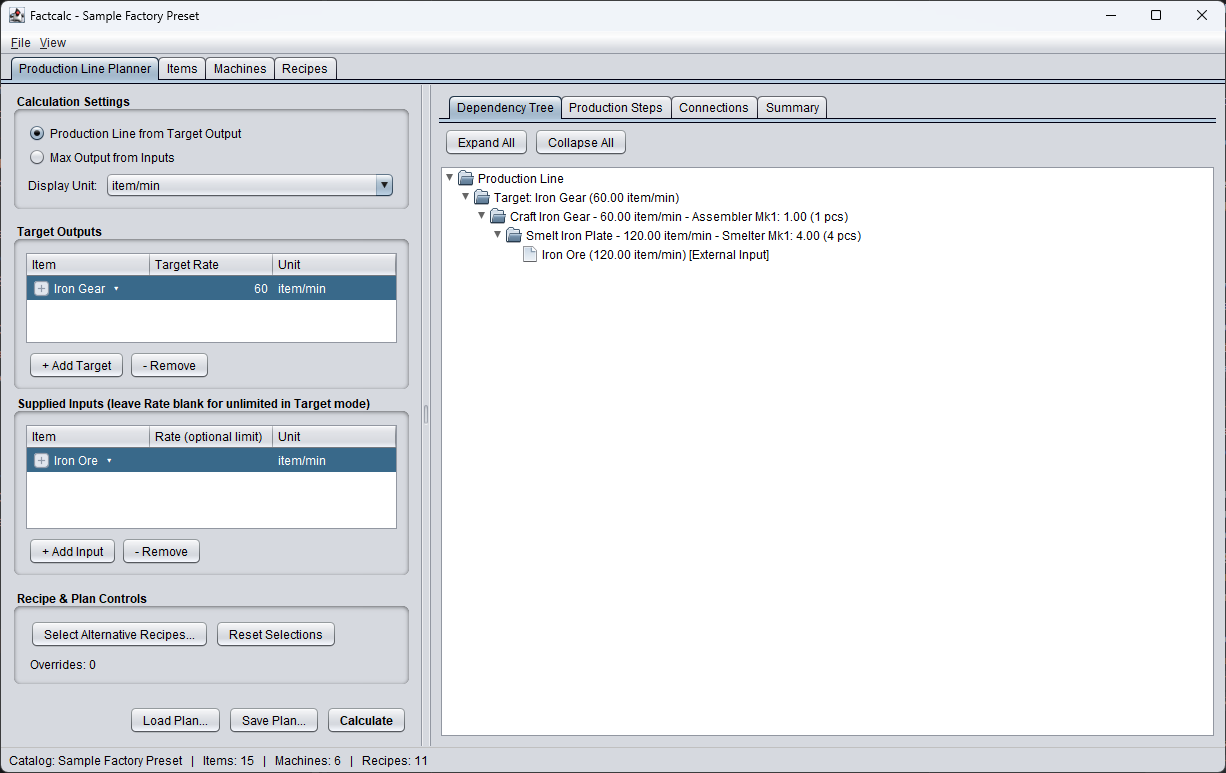 Factcalc - Sample Factory Preset
File View
Production Line Planner Items Machines Recipes
Calculation Settings
Production Line from Target Output
Max Output from Inputs
Display Unit: item/min
Target Outputs
Item Target Rate Unit
Iron Gear 60 item/min
+ Add Target - Remove
Supplied Inputs (leave Rate blank for unlimited in Target mode)
Item Rate (optional limit) Unit
Iron Ore item/min
+ Add Input - Remove
Recipe & Plan Controls
Select Alternative Recipes... Reset Selections
Overrides: 0
Load Plan... Save Plan... Calculate
Dependency Tree Production Steps Connections Summary
Expand All Collapse All
Production Line
Target: Iron Gear (60.00 item/min)
Craft Iron Gear - 60.00 item/min - Assembler Mk1: 1.00 (1 pcs)
Smelt Iron Plate - 120.00 item/min - Smelter Mk1: 4.00 (4 pcs)
Iron Ore (120.00 item/min) [External Input]
Catalog: Sample Factory Preset | Items: 15 | Machines: 6 | Recipes: 11